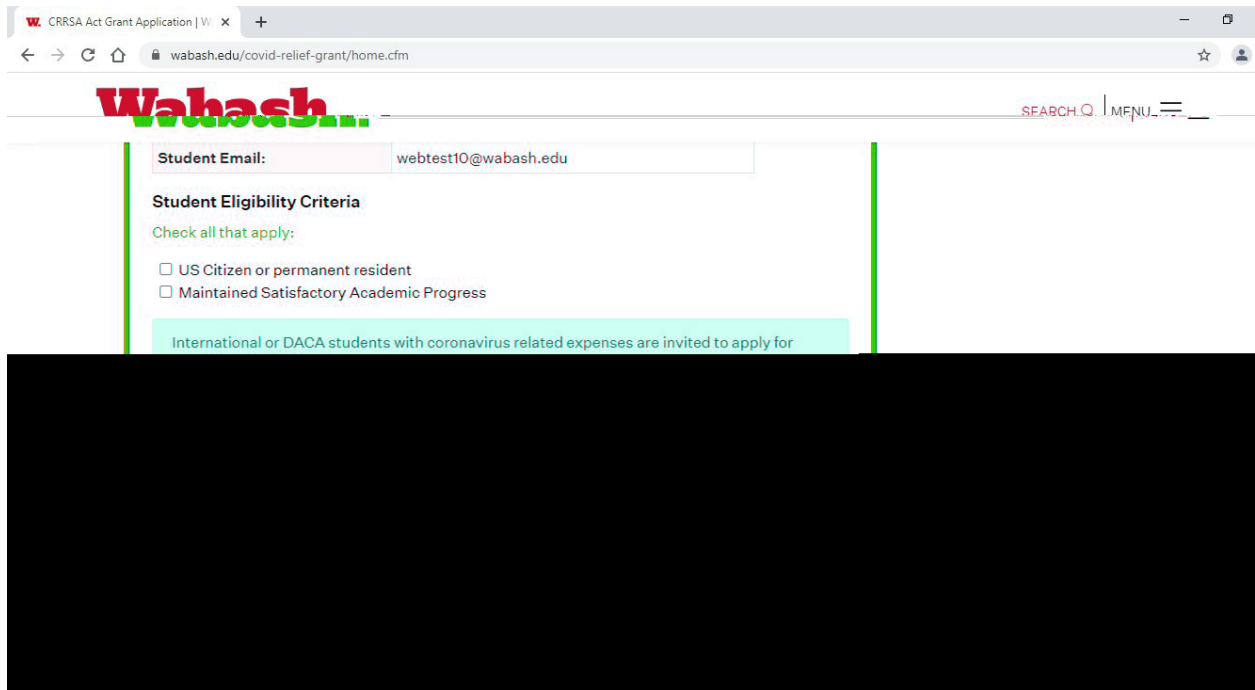 CRRSA Act Grant Application | W
wabash.edu/covid-relief-grant/home.cfm
Wabash
SEARCH MENU
Student Email: webtest10@wabash.edu
Student Eligibility Criteria
Check all that apply:
US Citizen or permanent resident
Maintained Satisfactory Academic Progress
International or DACA students with coronavirus related expenses are invited to apply for